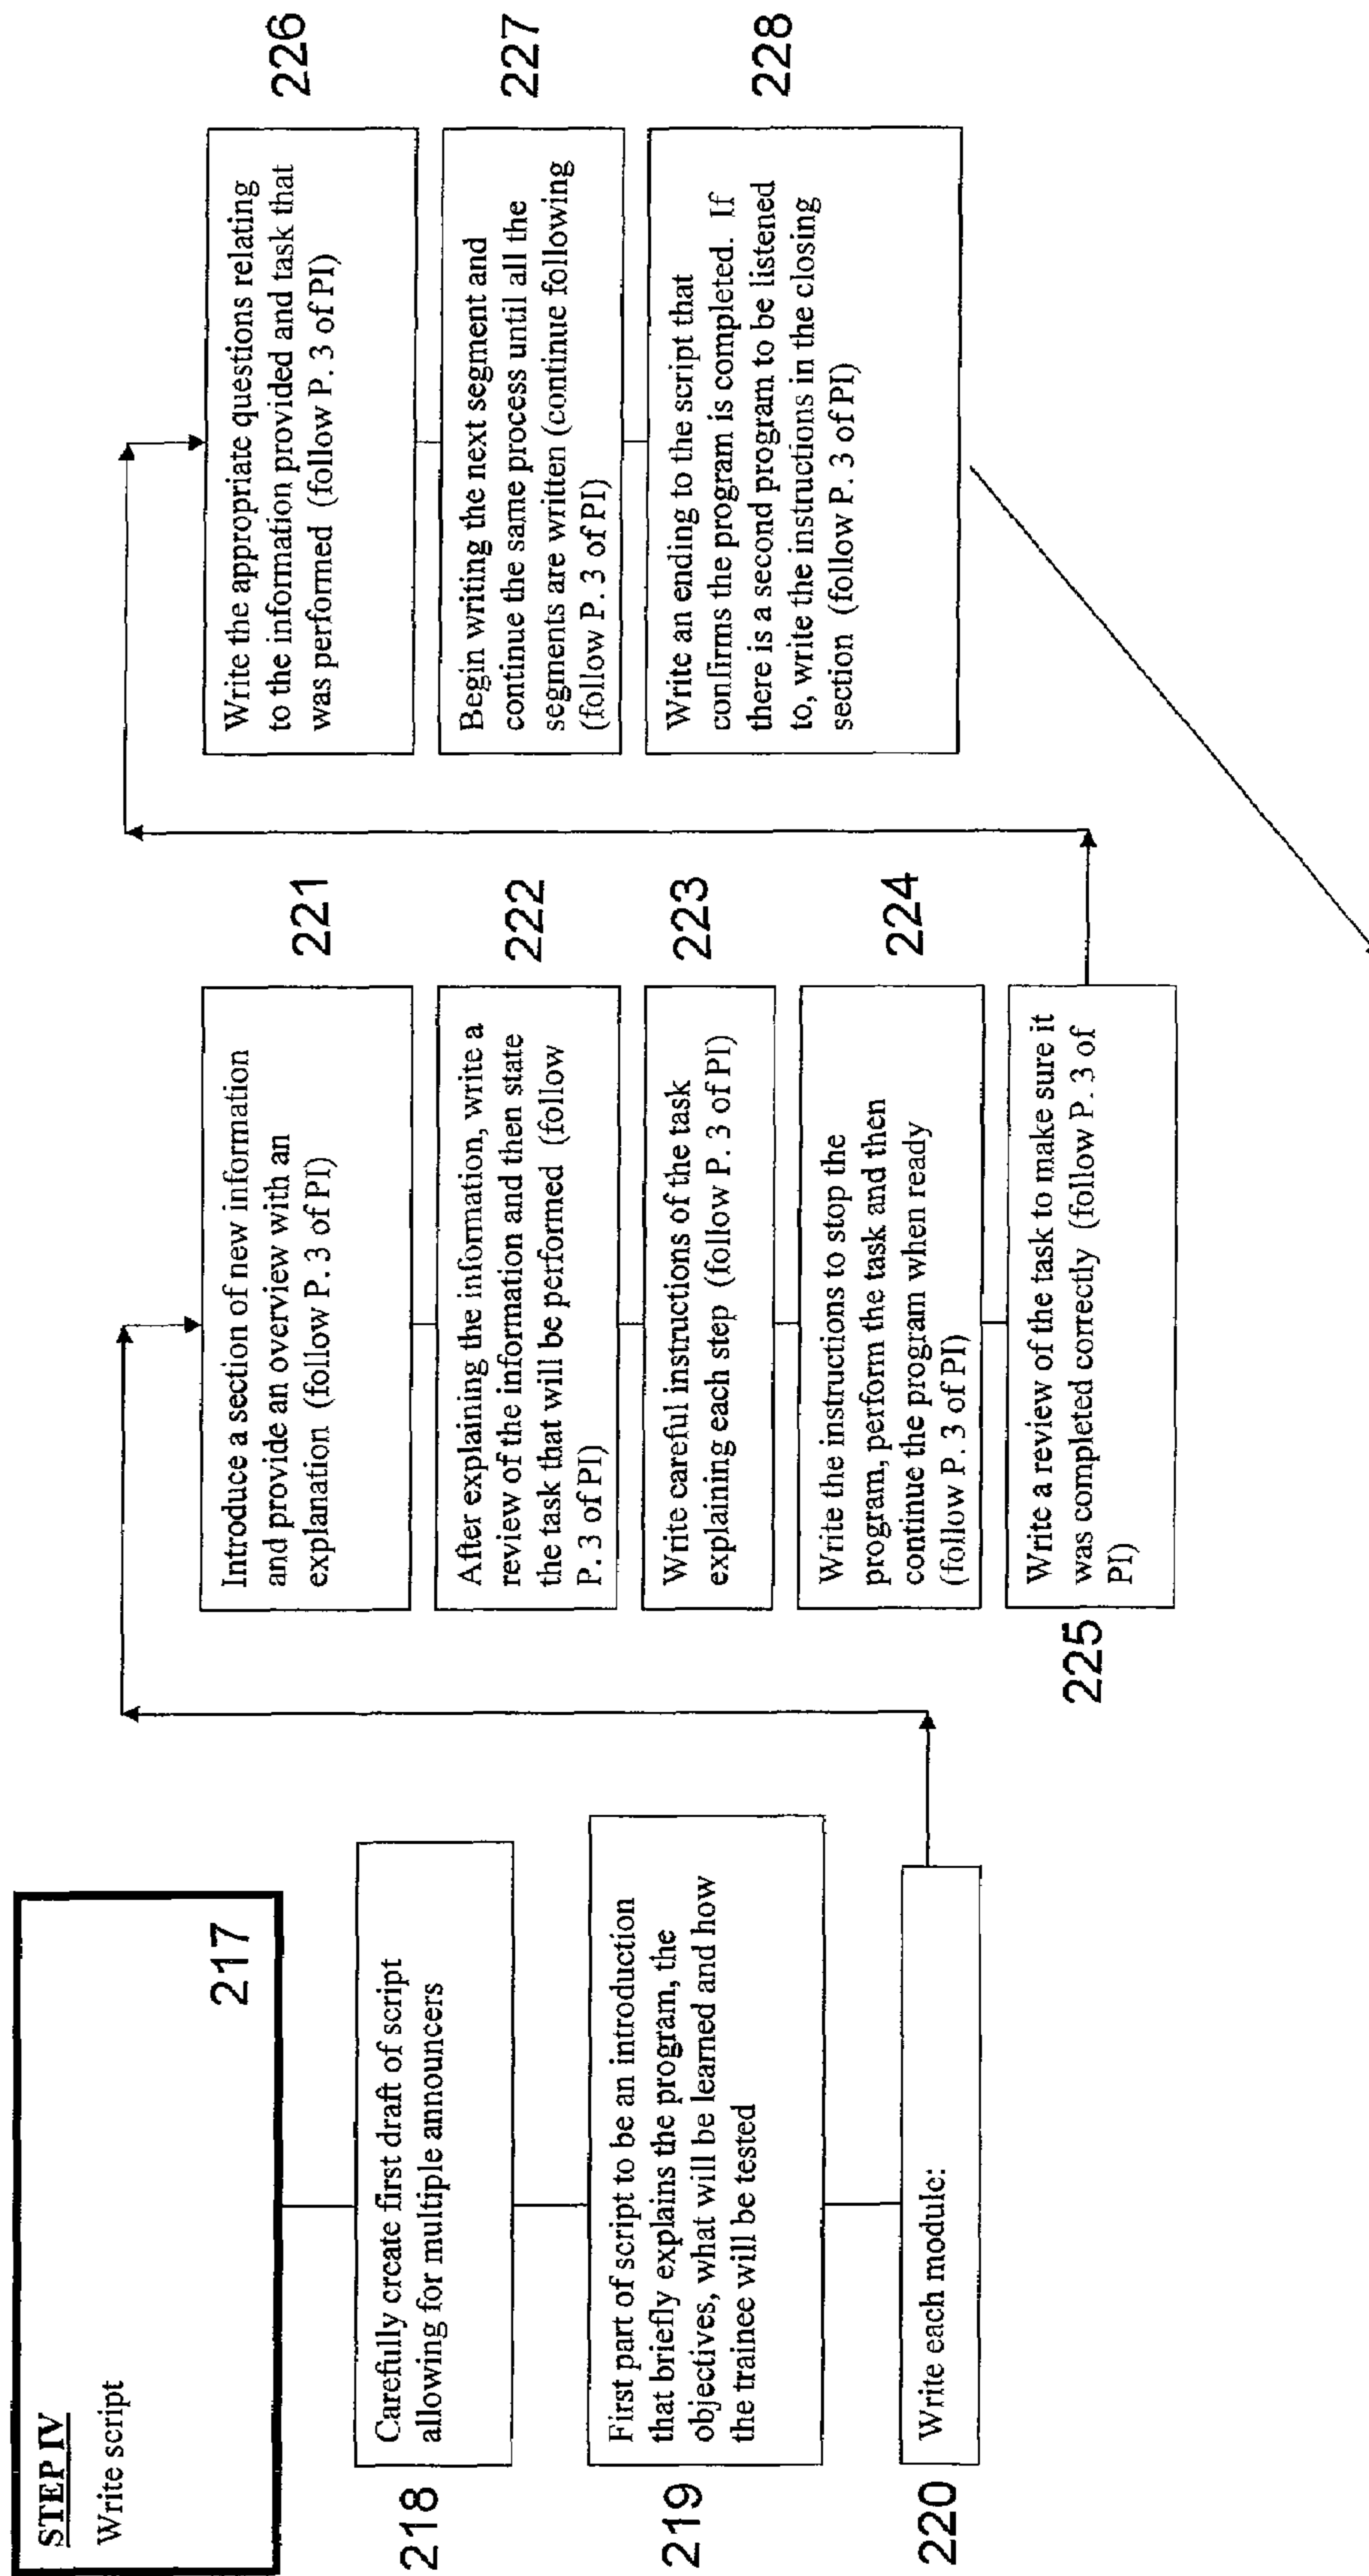 STEP IV
Write script
217
Carefully create first draft of script
allowing for multiple announcers
218
First part of script to be an introduction
that briefly explains the program, the
objectives, what will be learned and how
the trainee will be tested
219
Write each module:
220
Introduce a section of new information
and provide an overview with an
explanation (follow P. 3 of PI)
221
After explaining the information, write a
review of the information and then state
the task that will be performed (follow
P. 3 of PI)
222
Write careful instructions of the task
explaining each step (follow P. 3 of PI)
223
Write the instructions to stop the
program, perform the task and then
continue the program when ready
(follow P. 3 of PI)
224
Write a review of the task to make sure it
was completed correctly (follow P. 3 of
PI)
225
Write the appropriate questions relating
to the information provided and task that
was performed (follow P. 3 of PI)
226
Begin writing the next segment and
continue the same process until all the
segments are written (continue following
(follow P. 3 of PI)
227
Write an ending to the script that
confirms the program is completed. If
there is a second program to be listened
to, write the instructions in the closing
section (follow P. 3 of PI)
228